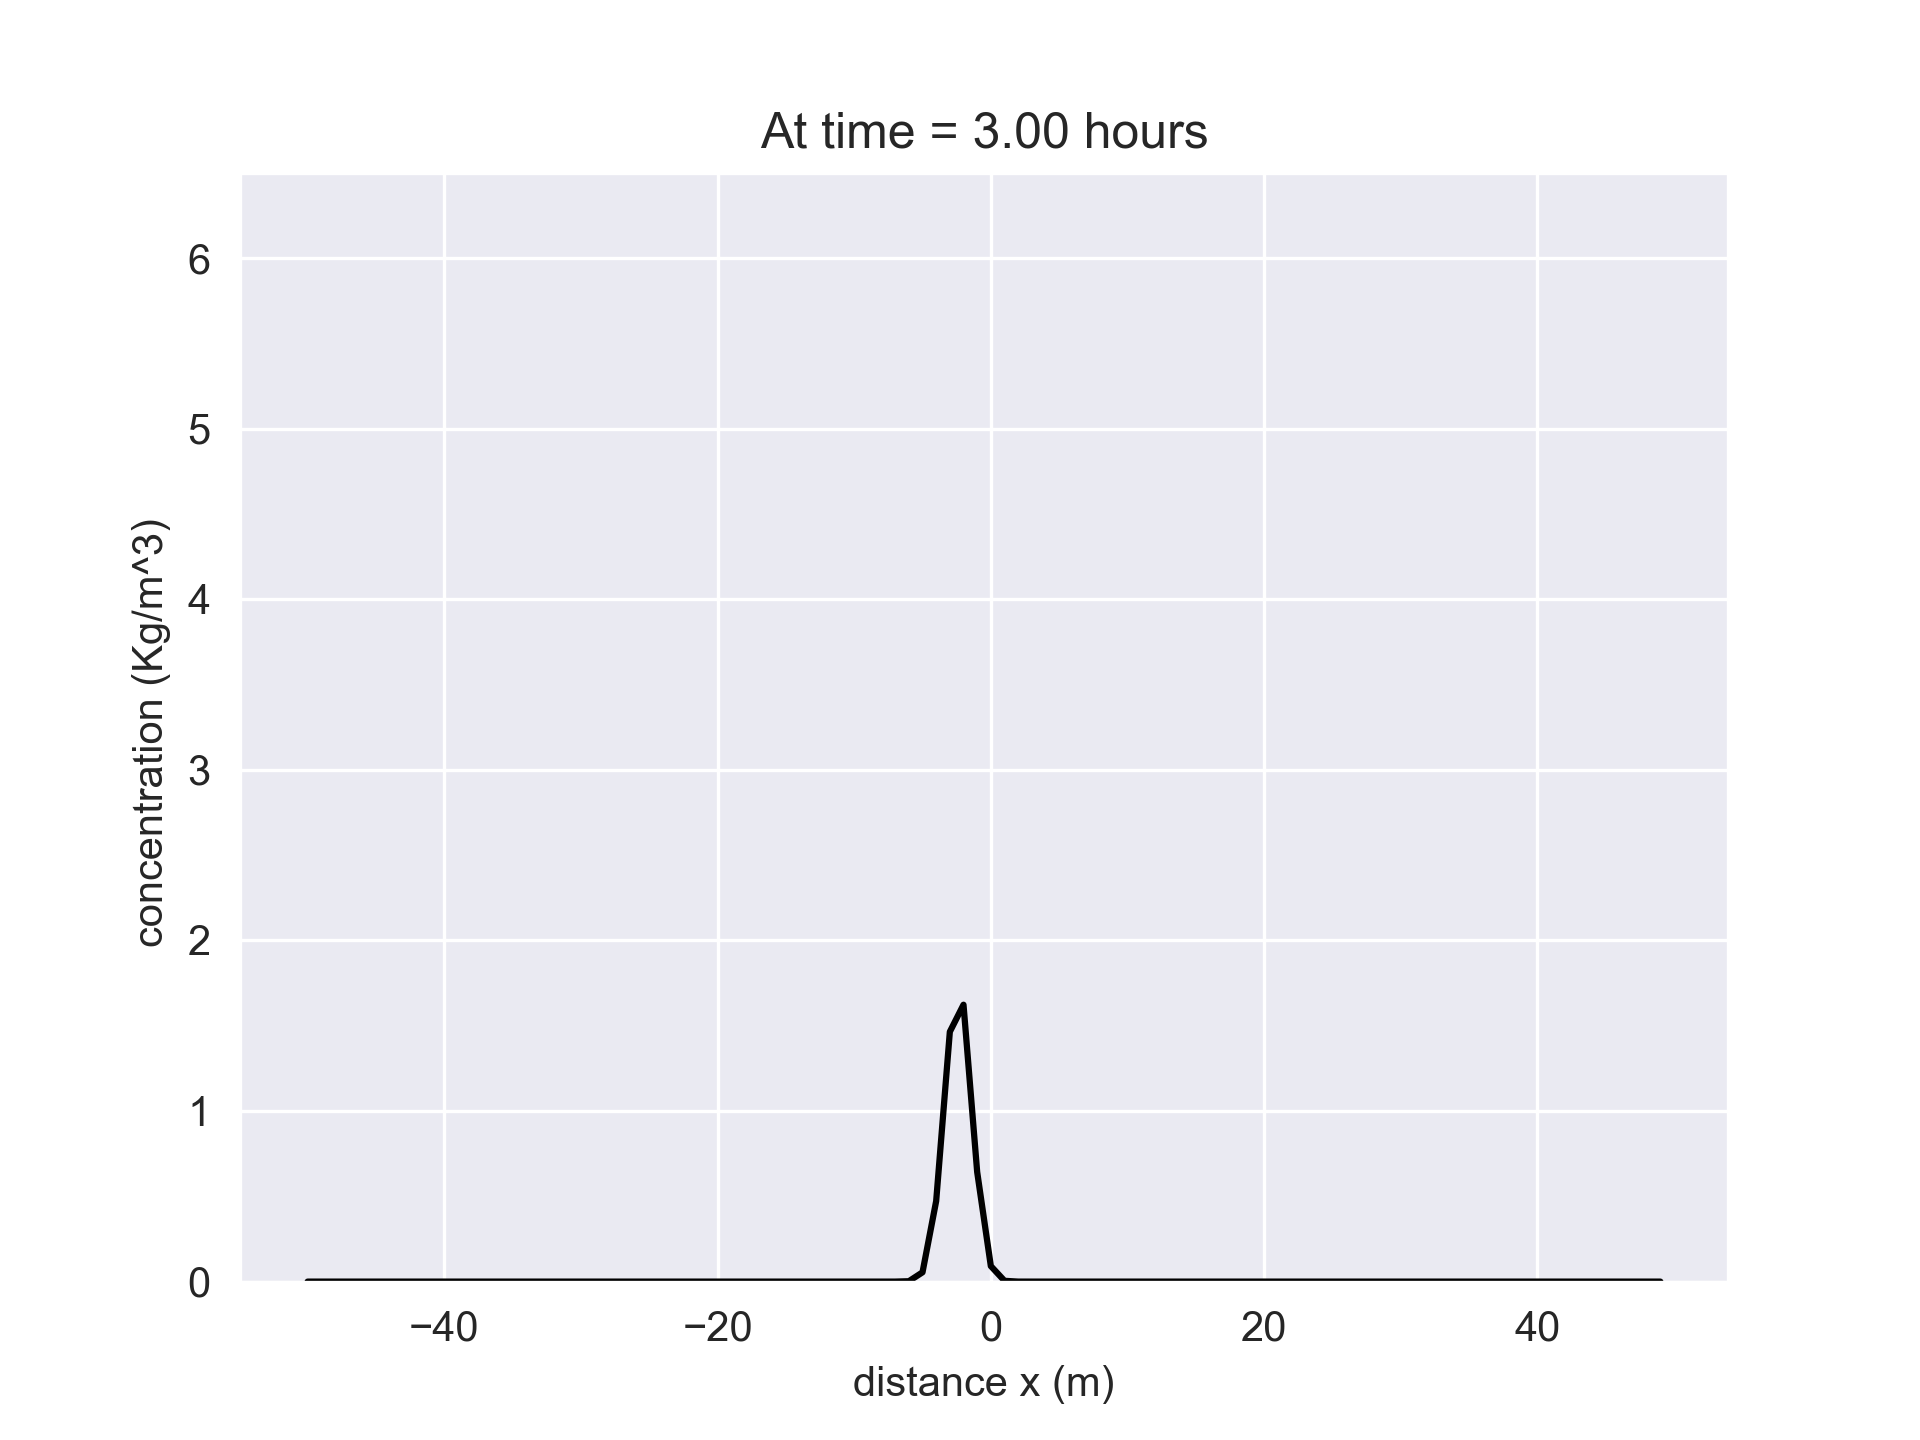 At time = 3.00 hours
6
5
4
3
2
1
0
concentration (Kg/m^3)
−40 −20 0 20 40
distance x (m)